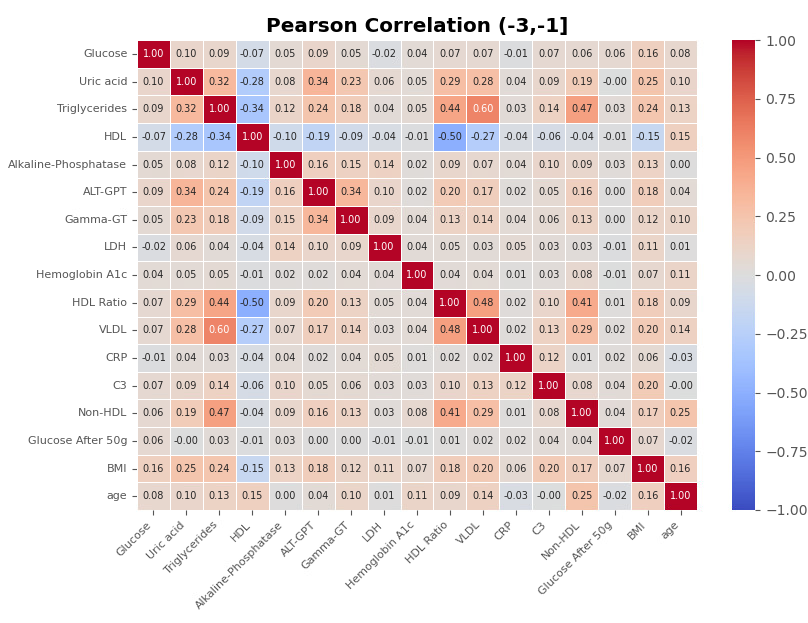 Pearson Correlation (-3,-1]
Glucose 1.00 0.10 0.09 -0.07 0.05 0.09 0.05 -0.02 0.04 0.07 0.07 -0.01 0.07 0.06 0.06 0.16 0.08
Uric acid 0.10 1.00 0.32 -0.28 0.08 0.34 0.23 0.06 0.05 0.29 0.28 0.04 0.09 0.19 -0.00 0.25 0.10
Triglycerides 0.09 0.32 1.00 -0.34 0.12 0.24 0.18 0.04 0.05 0.44 0.60 0.03 0.14 0.47 0.03 0.24 0.13
HDL -0.07 -0.28 -0.34 1.00 -0.10 -0.19 -0.09 -0.04 -0.01 -0.50 -0.27 -0.04 -0.06 -0.04 -0.01 -0.15 0.15
Alkaline-Phosphatase 0.05 0.08 0.12 -0.10 1.00 0.16 0.15 0.14 0.02 0.09 0.07 0.04 0.10 0.09 0.03 0.13 0.00
ALT-GPT 0.09 0.34 0.24 -0.19 0.16 1.00 0.34 0.10 0.02 0.20 0.17 0.02 0.05 0.16 0.00 0.18 0.04
Gamma-GT 0.05 0.23 0.18 -0.09 0.15 0.34 1.00 0.09 0.04 0.13 0.14 0.04 0.06 0.13 0.00 0.12 0.10
LDH -0.02 0.06 0.04 -0.04 0.14 0.10 0.09 1.00 0.04 0.05 0.03 0.05 0.03 0.03 -0.01 0.11 0.01
Hemoglobin A1c 0.04 0.05 0.05 -0.01 0.02 0.02 0.04 0.04 1.00 0.04 0.04 0.01 0.03 0.08 -0.01 0.07 0.11
HDL Ratio 0.07 0.29 0.44 -0.50 0.09 0.20 0.13 0.05 0.04 1.00 0.48 0.02 0.10 0.41 0.01 0.18 0.09
VLDL 0.07 0.28 0.60 -0.27 0.07 0.17 0.14 0.03 0.04 0.48 1.00 0.02 0.13 0.29 0.02 0.20 0.14
CRP -0.01 0.04 0.03 -0.04 0.04 0.02 0.04 0.05 0.01 0.02 0.02 1.00 0.12 0.01 0.02 0.06 -0.03
C3 0.07 0.09 0.14 -0.06 0.10 0.05 0.06 0.03 0.03 0.10 0.13 0.12 1.00 0.08 0.04 0.20 -0.00
Non-HDL 0.06 0.19 0.47 -0.04 0.09 0.16 0.13 0.03 0.08 0.41 0.29 0.01 0.08 1.00 0.04 0.17 0.25
Glucose After 50g 0.06 -0.00 0.03 -0.01 0.03 0.00 0.00 -0.01 -0.01 0.01 0.02 0.02 0.04 0.04 1.00 0.07 -0.02
BMI 0.16 0.25 0.24 -0.15 0.13 0.18 0.12 0.11 0.07 0.18 0.20 0.06 0.20 0.17 0.07 1.00 0.16
age 0.08 0.10 0.13 0.15 0.00 0.04 0.10 0.01 0.11 0.09 0.14 -0.03 -0.00 0.25 -0.02 0.16 1.00
Glucose
Uric acid
Triglycerides
HDL
Alkaline-Phosphatase
ALT-GPT
Gamma-GT
LDH
Hemoglobin A1c
HDL Ratio
VLDL
CRP
C3
Non-HDL
Glucose After 50g
BMI
age
1.00
0.75
0.50
0.25
0.00
−0.25
−0.50
−0.75
−1.00